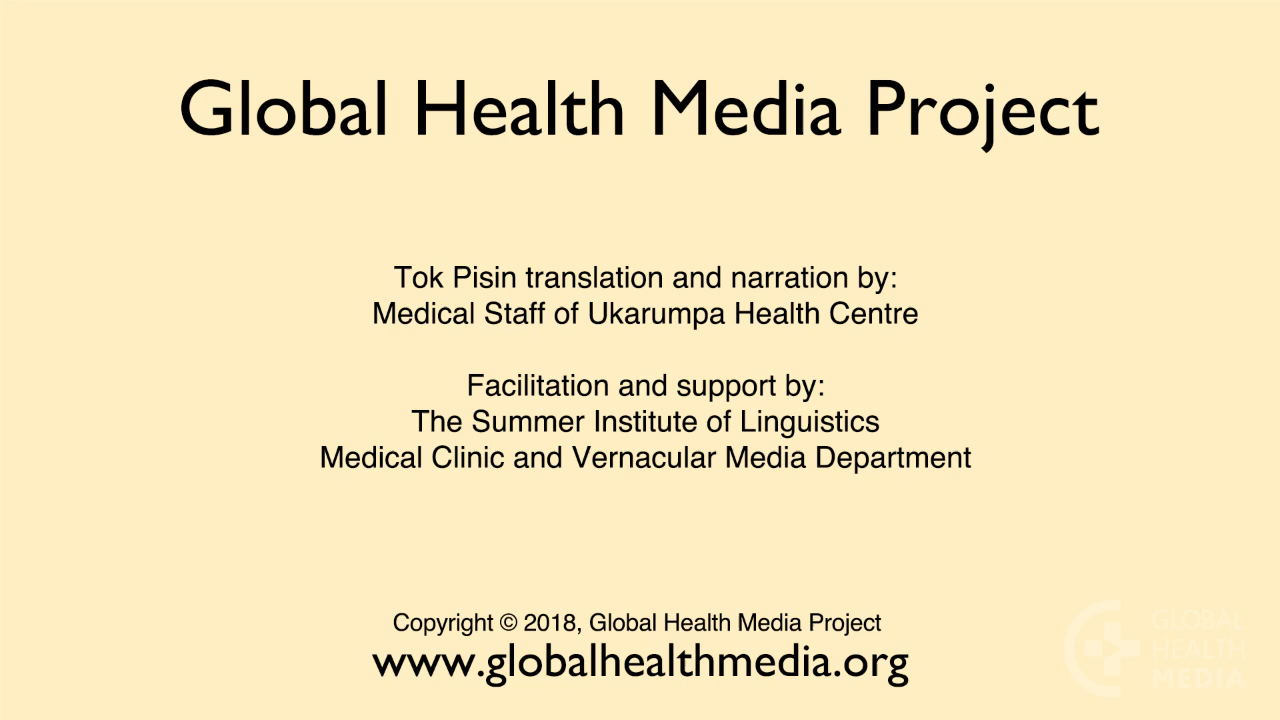 Global Health Media Project
Tok Pisin translation and narration by:
Medical Staff of Ukarumpa Health Centre
Facilitation and support by:
The Summer Institute of Linguistics
Medical Clinic and Vernacular Media Department
Copyright © 2018, Global Health Media Project
www.globalhealthmedia.org
GLOBAL
HEALTH
MEDIA